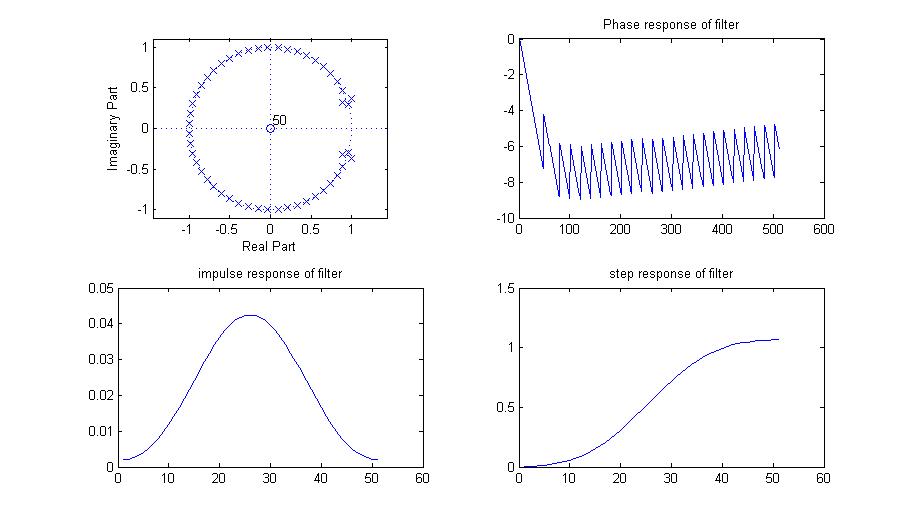 Phase response of filter
1
0.5
0
-0.5
-1
Imaginary Part
50
-1 -0.5 0 0.5 1
Real Part
0
-2
-4
-6
-8
-10
0 100 200 300 400 500 600
impulse response of filter
0.05
0.04
0.03
0.02
0.01
0
0 10 20 30 40 50 60
step response of filter
1.5
1
0.5
0
0 10 20 30 40 50 60